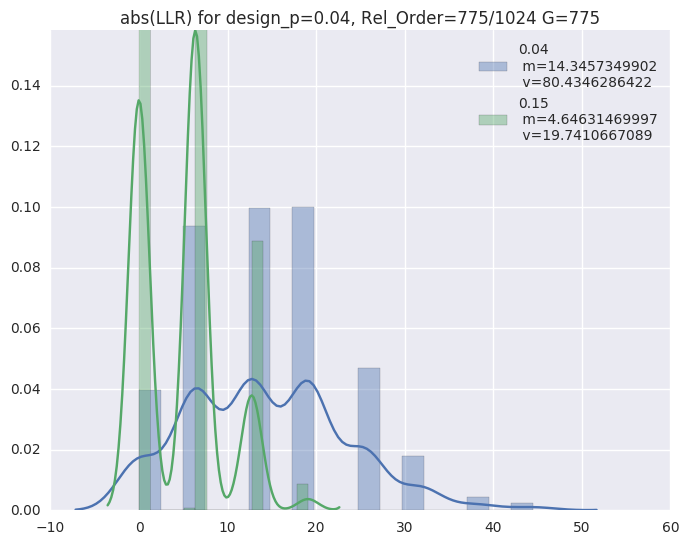 abs(LLR) for design_p=0.04, Rel_Order=775/1024 G=775
0.04
m=14.3457349902
v=80.4346286422
0.15
m=4.64631469997
v=19.7410667089
0.14
0.12
0.10
0.08
0.06
0.04
0.02
0.00
−10 0 10 20 30 40 50 60